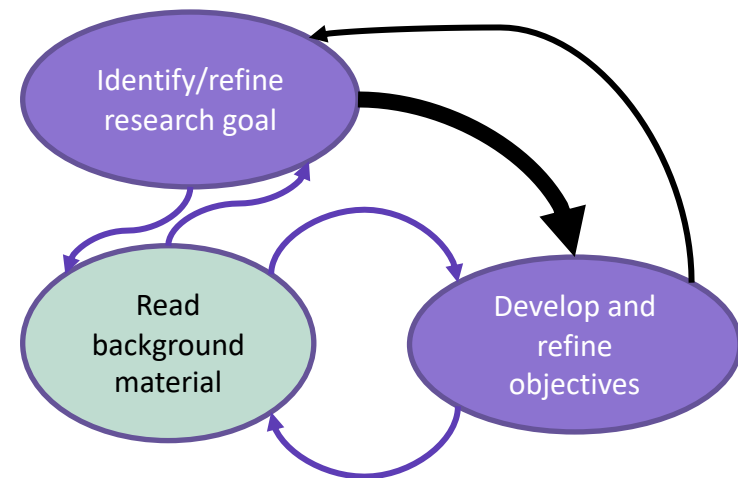 Identify/refine
research goal
Read
background
material
Develop and
refine
objectives